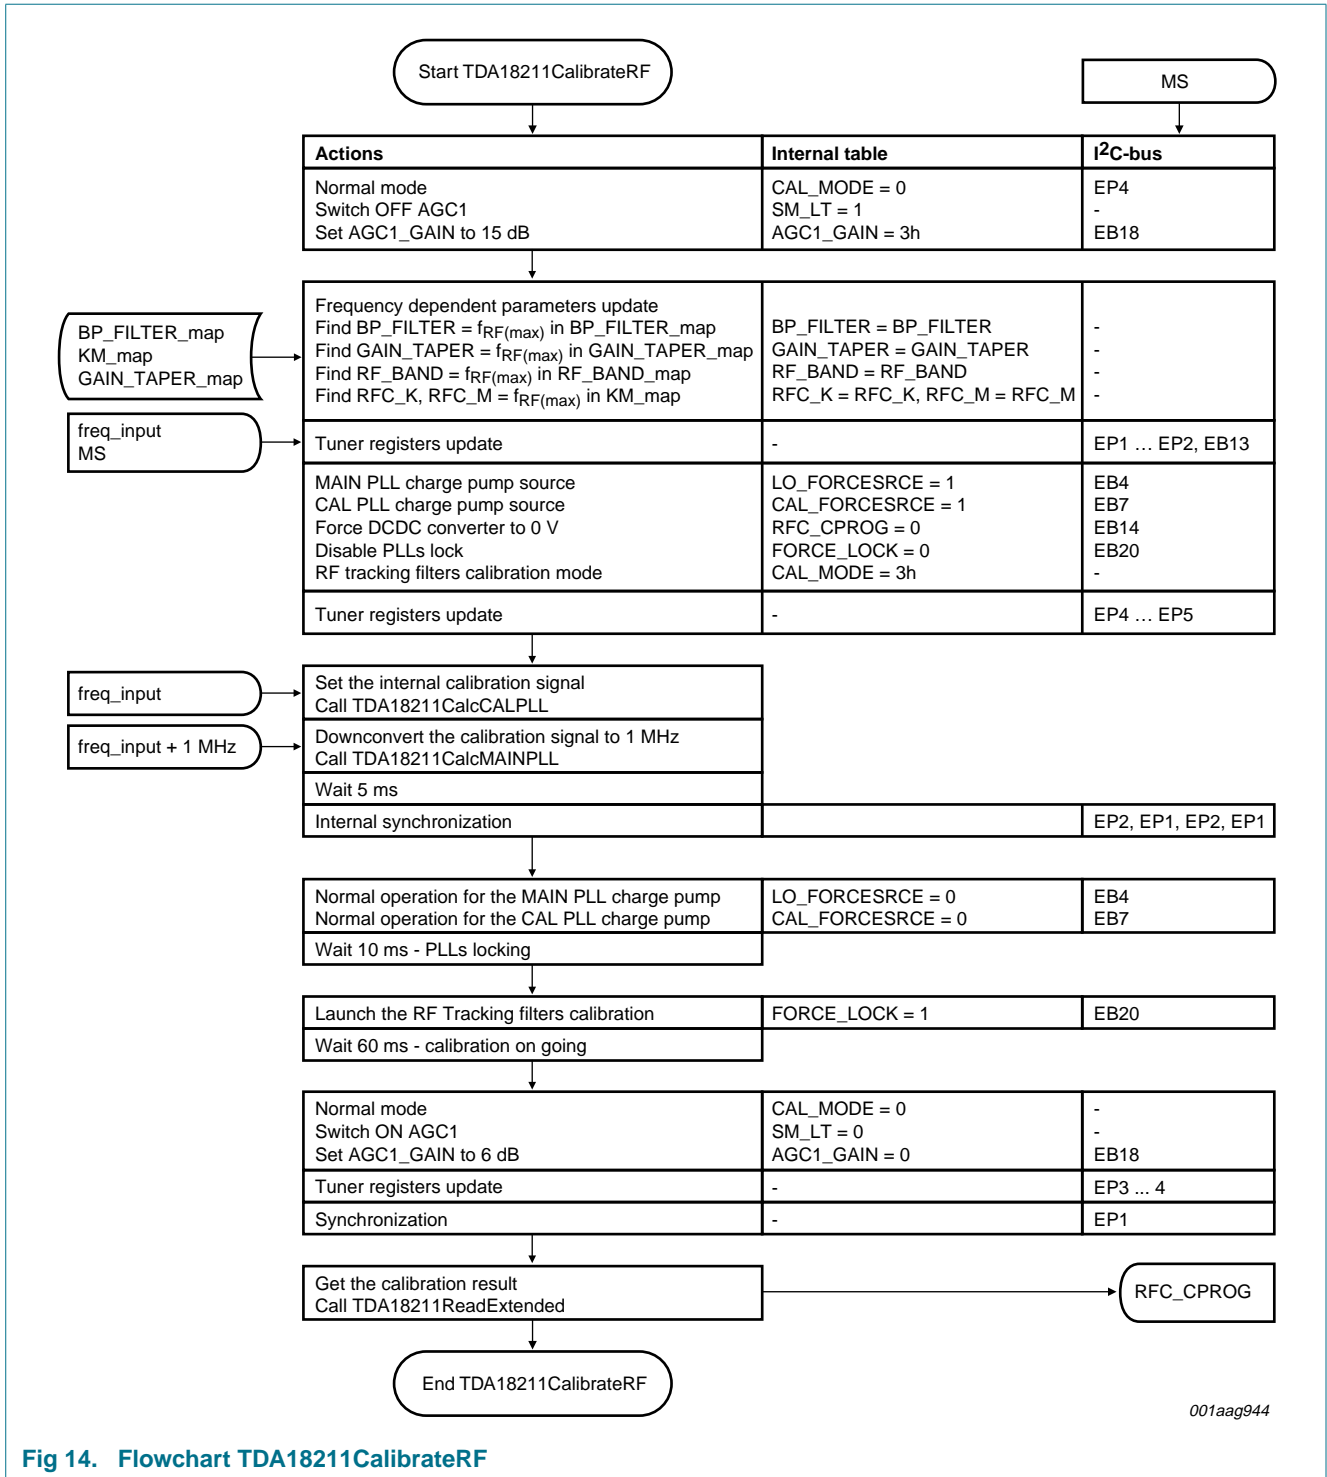 Start TDA18211CalibrateRF
MS
Actions Internal table I2C-bus
Normal mode CAL_MODE = 0 EP4
Switch OFF AGC1 SM_LT = 1 -
Set AGC1_GAIN to 15 dB AGC1_GAIN = 3h EB18
BP_FILTER_map
KM_map
GAIN_TAPER_map
Frequency dependent parameters update
Find BP_FILTER = fRF(max) in BP_FILTER_map BP_FILTER = BP_FILTER -
Find GAIN_TAPER = fRF(max) in GAIN_TAPER_map GAIN_TAPER = GAIN_TAPER -
Find RF_BAND = fRF(max) in RF_BAND_map RF_BAND = RF_BAND -
Find RFC_K, RFC_M = fRF(max) in KM_map RFC_K = RFC_K, RFC_M = RFC_M -
freq_input
MS
Tuner registers update - EP1 … EP2, EB13
MAIN PLL charge pump source LO_FORCESRCE = 1 EB4
CAL PLL charge pump source CAL_FORCESRCE = 1 EB7
Force DCDC converter to 0 V RFC_CPROG = 0 EB14
Disable PLLs lock FORCE_LOCK = 0 EB20
RF tracking filters calibration mode CAL_MODE = 3h -
Tuner registers update - EP4 … EP5
freq_input
Set the internal calibration signal
Call TDA18211CalcCALPLL
freq_input + 1 MHz
Downconvert the calibration signal to 1 MHz
Call TDA18211CalcMAINPLL
Wait 5 ms
Internal synchronization EP2, EP1, EP2, EP1
Normal operation for the MAIN PLL charge pump LO_FORCESRCE = 0 EB4
Normal operation for the CAL PLL charge pump CAL_FORCESRCE = 0 EB7
Wait 10 ms - PLLs locking
Launch the RF Tracking filters calibration FORCE_LOCK = 1 EB20
Wait 60 ms - calibration on going
Normal mode CAL_MODE = 0 -
Switch ON AGC1 SM_LT = 0 -
Set AGC1_GAIN to 6 dB AGC1_GAIN = 0 EB18
Tuner registers update - EP3 ... 4
Synchronization - EP1
Get the calibration result
Call TDA18211ReadExtended
RFC_CPROG
End TDA18211CalibrateRF
001aag944
Fig 14. Flowchart TDA18211CalibrateRF